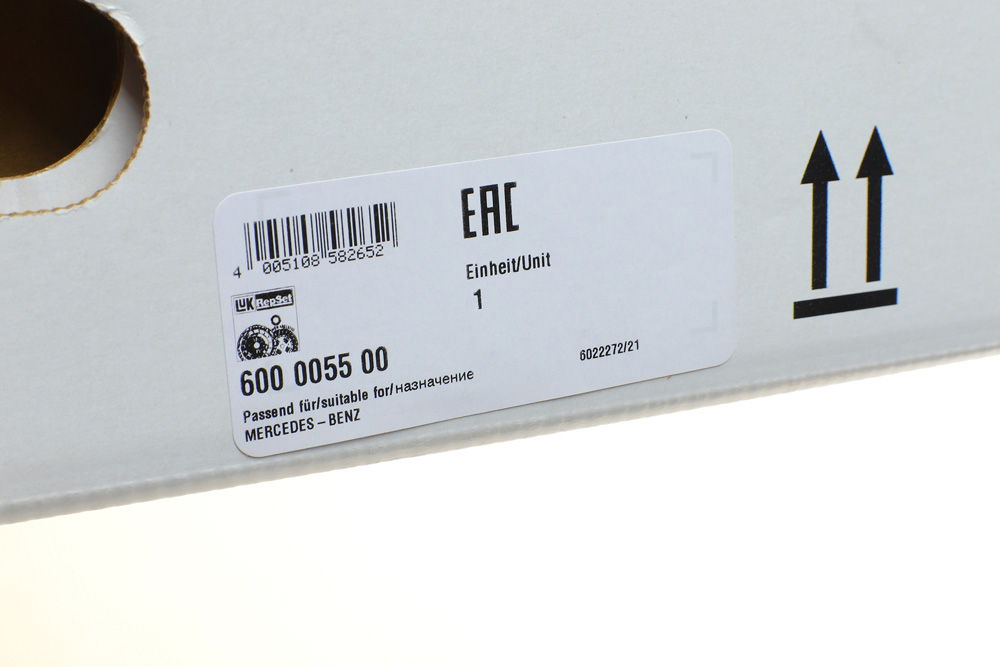 EAC
4 005108 582652
Einheit/Unit
1
LUK RepSet
600 0055 00
6022272/21
Passend für/suitable for/назначение
MERCEDES – BENZ